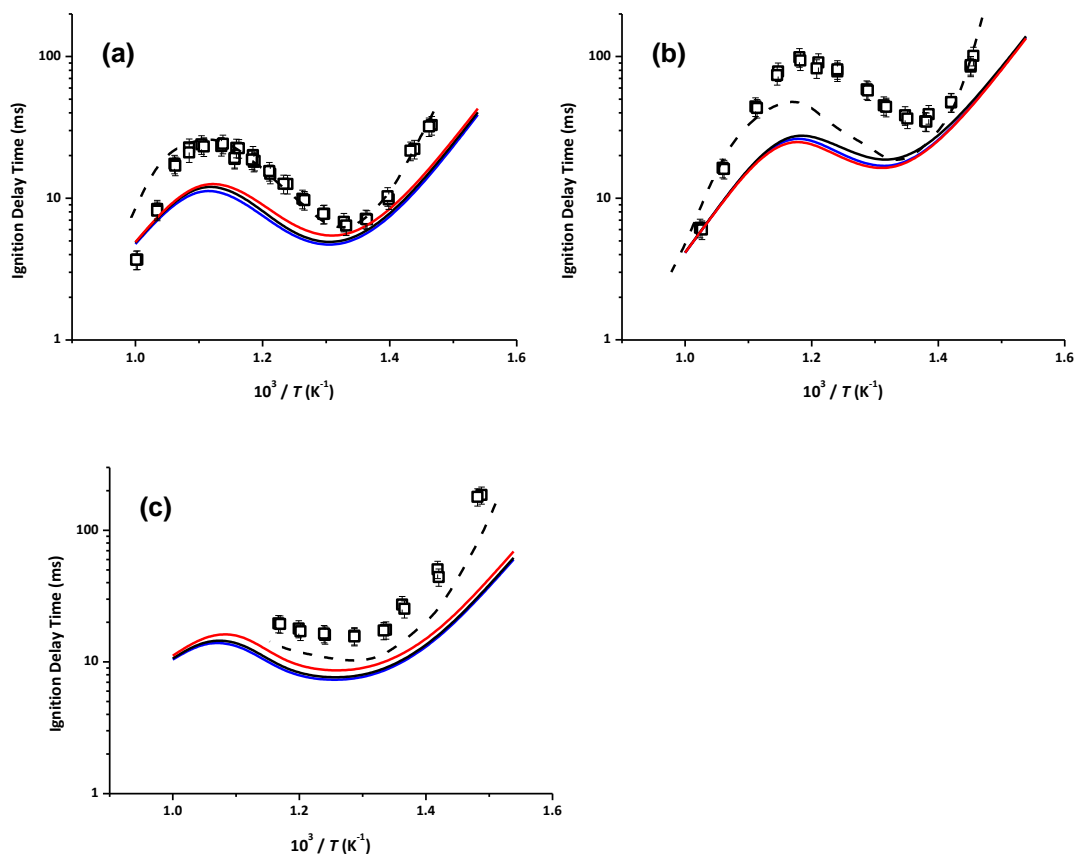 (a)
100
10
1
Ignition Delay Time (ms)
1.0 1.2 1.4 1.6
10³ / T (K⁻¹)
(b)
100
10
1
Ignition Delay Time (ms)
1.0 1.2 1.4 1.6
10³ / T (K⁻¹)
(c)
100
10
1
Ignition Delay Time (ms)
1.0 1.2 1.4 1.6
10³ / T (K⁻¹)